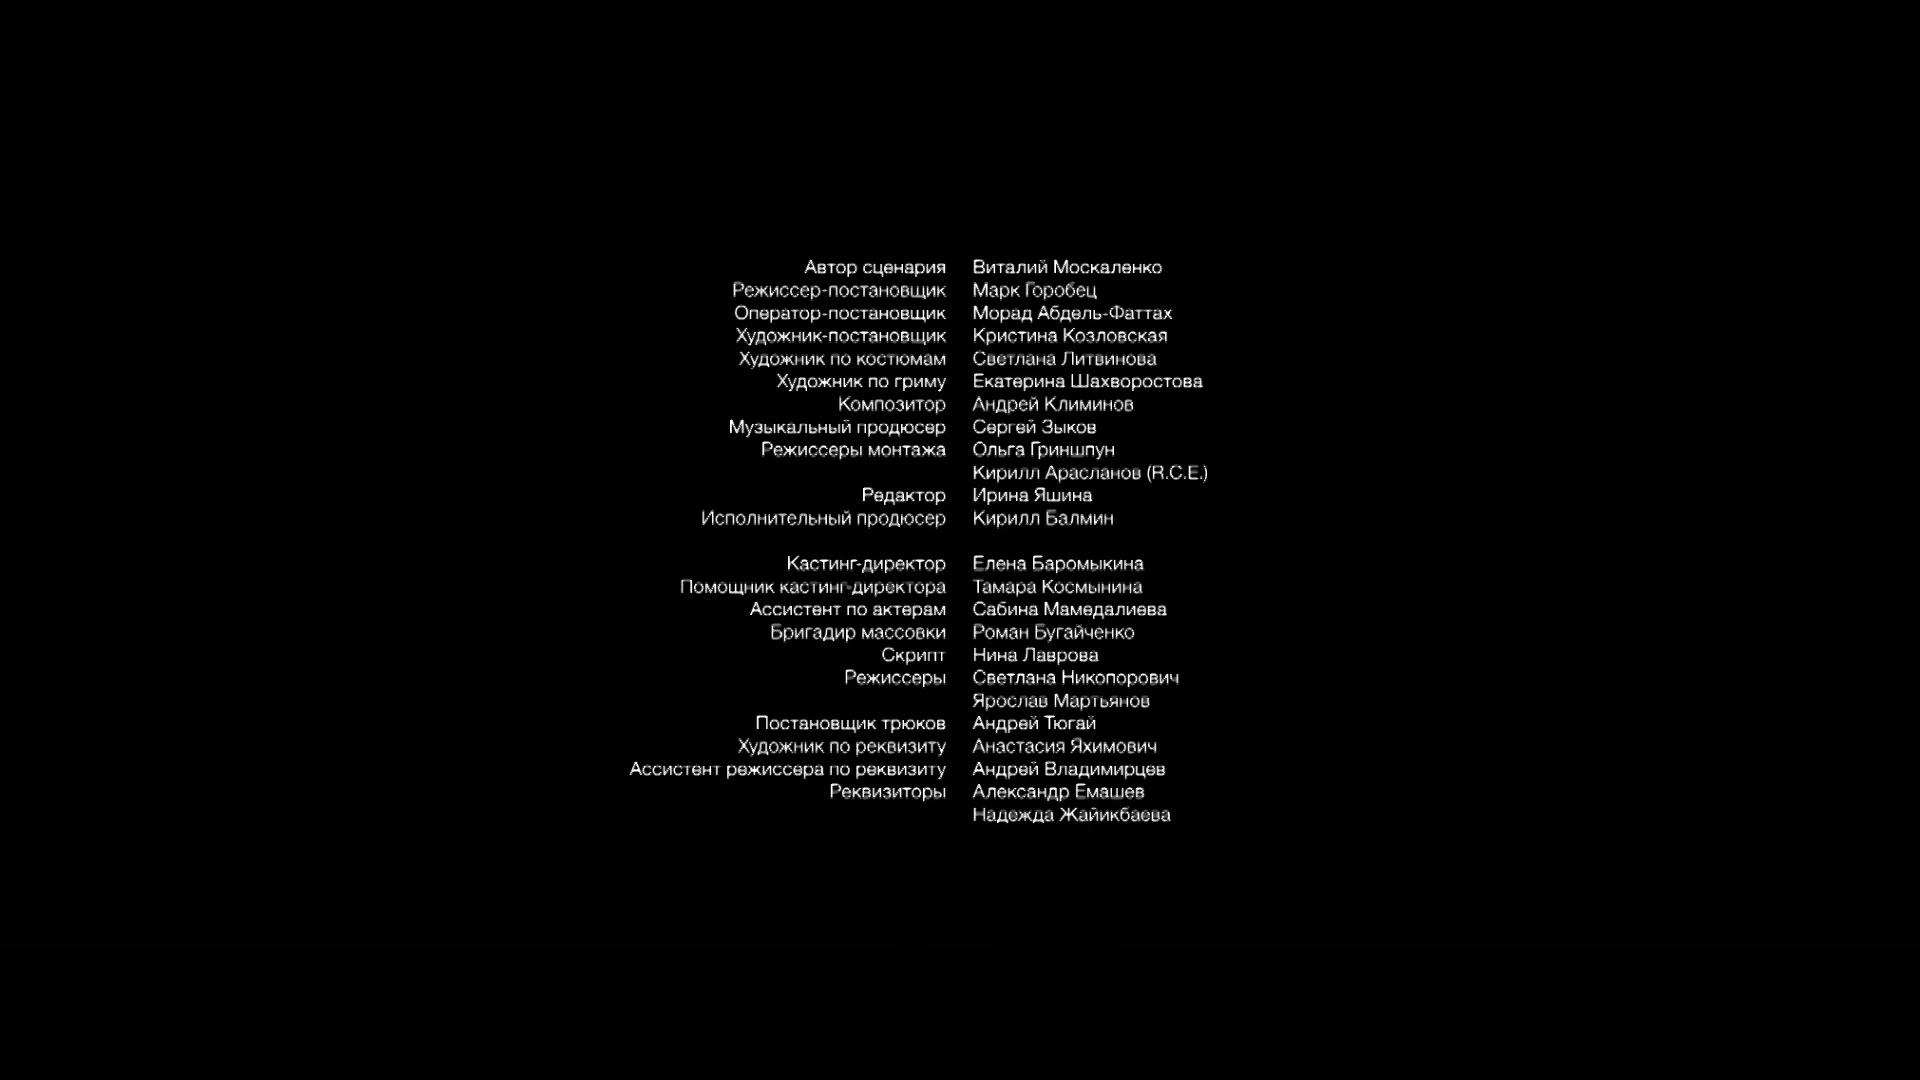 Автор сценария Виталий Москаленко
Режиссер-постановщик Марк Горобец
Оператор-постановщик Морад Абдель-Фаттах
Художник-постановщик Кристина Козловская
Художник по костюмам Светлана Литвинова
Художник по гриму Екатерина Шахворостова
Композитор Андрей Климинов
Музыкальный продюсер Сергей Зыков
Режиссеры монтажа Ольга Гриншпун
Кирилл Арасланов (R.C.E.)
Редактор Ирина Яшина
Исполнительный продюсер Кирилл Балмин
Кастинг-директор Елена Баромыкина
Помощник кастинг-директора Тамара Космынина
Ассистент по актерам Сабина Мамедалиева
Бригадир массовки Роман Бугайченко
Скрипт Нина Лаврова
Режиссеры Светлана Никопорович
Ярослав Мартьянов
Постановщик трюков Андрей Тюгай
Художник по реквизиту Анастасия Яхимович
Ассистент режиссера по реквизиту Андрей Владимирцев
Реквизиторы Александр Емашев
Надежда Жайикбаева